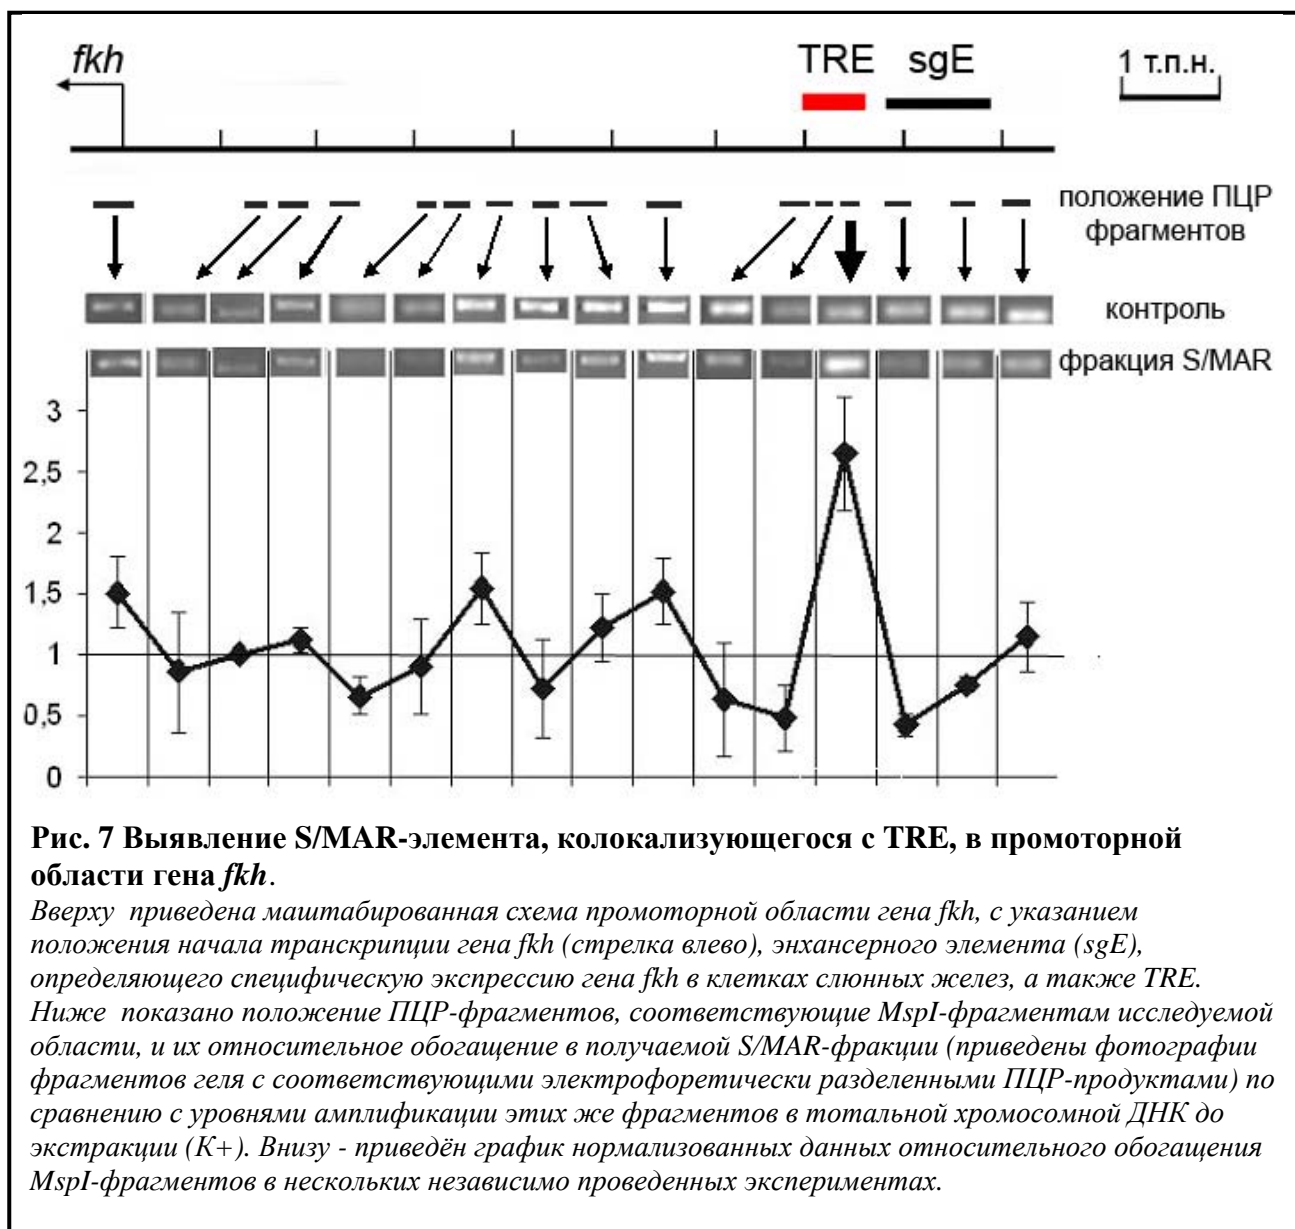 fkh
TRE sgE 1 т.п.н.
положение ПЦР
фрагментов
контроль
фракция S/MAR
3
2,5
2
1,5
1
0,5
0
Рис. 7 Выявление S/MAR-элемента, колокализующегося с TRE, в промоторной
области гена fkh.
Вверху приведена маштабированная схема промоторной области гена fkh, с указанием
положения начала транскрипции гена fkh (стрелка влево), энхансерного элемента (sgE),
определяющего специфическую экспрессию гена fkh в клетках слюнных желез, а также TRE.
Ниже показано положение ПЦР-фрагментов, соответствующие MspI-фрагментам исследуемой
области, и их относительное обогащение в получаемой S/MAR-фракции (приведены фотографии
фрагментов геля с соответствующими электрофоретически разделенными ПЦР-продуктами) по
сравнению с уровнями амплификации этих же фрагментов в тотальной хромосомной ДНК до
экстракции (К+). Внизу - приведён график нормализованных данных относительного обогащения
MspI-фрагментов в нескольких независимо проведенных экспериментах.